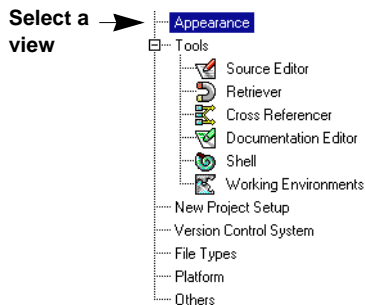 Select a
view
Appearance
Tools
Source Editor
Retriever
Cross Referencer
Documentation Editor
Shell
Working Environments
New Project Setup
Version Control System
File Types
Platform
Others